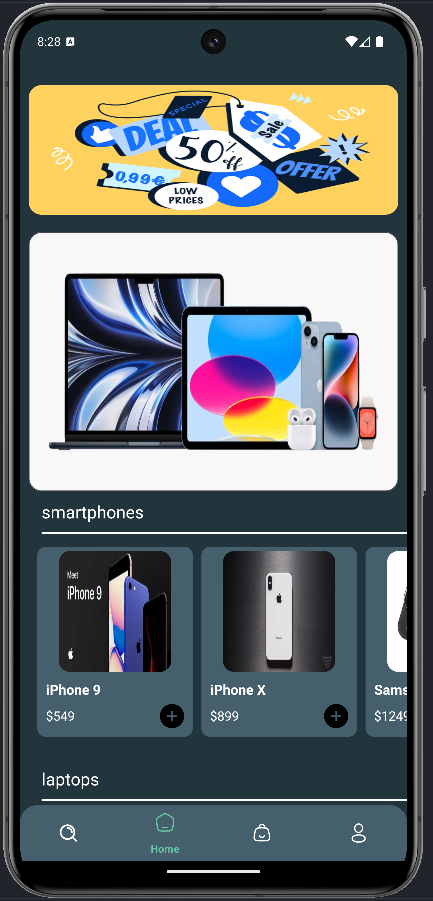 8:28 A
SPECIAL
DEAL
$ Sale
50% off
!
OFFER
0,99€
LOW
PRICES
smartphones
Meet
iPhone 9
iPhone 9
iPhone X
Sams
$549
$899
$1249
laptops
Home